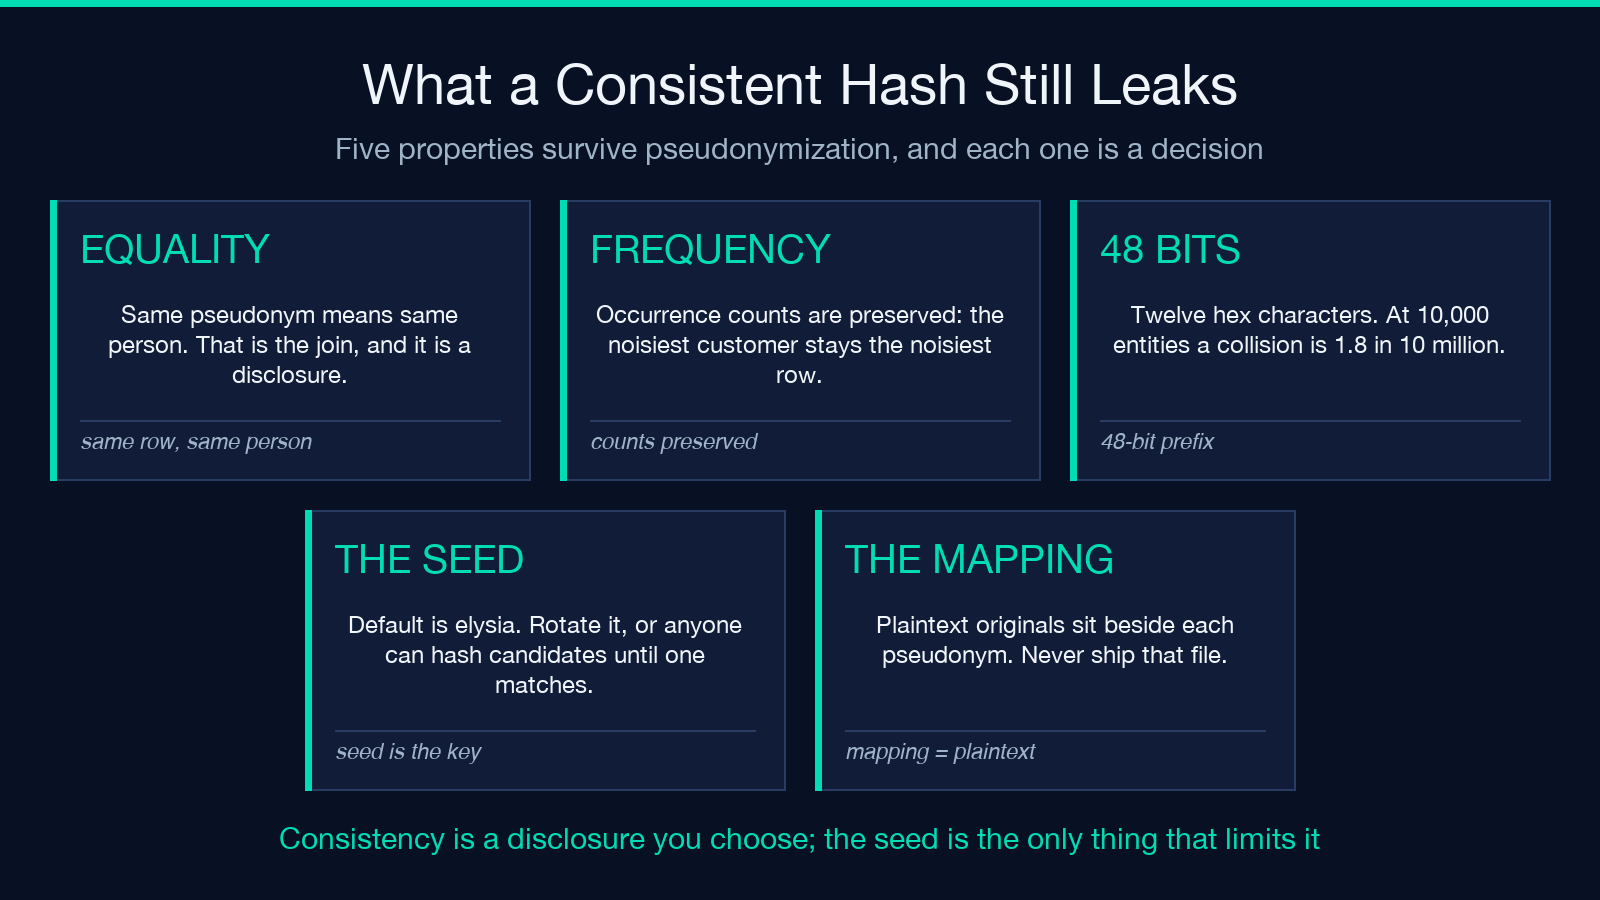 What a Consistent Hash Still Leaks
Five properties survive pseudonymization, and each one is a decision
EQUALITY
Same pseudonym means same
person. That is the join, and it is a
disclosure.
same row, same person
FREQUENCY
Occurrence counts are preserved: the
noisiest customer stays the noisiest
row.
counts preserved
48 BITS
Twelve hex characters. At 10,000
entities a collision is 1.8 in 10 million.
48-bit prefix
THE SEED
Default is elysia. Rotate it, or anyone
can hash candidates until one
matches.
seed is the key
THE MAPPING
Plaintext originals sit beside each
pseudonym. Never ship that file.
mapping = plaintext
Consistency is a disclosure you choose; the seed is the only thing that limits it